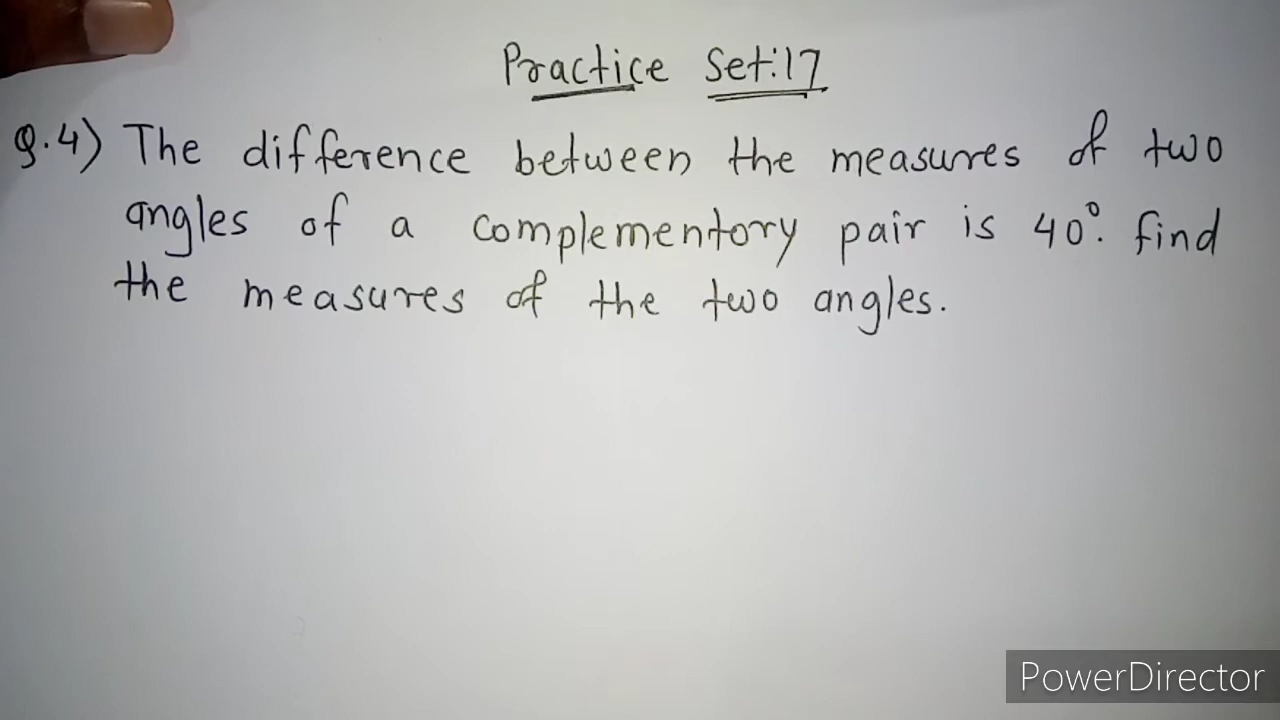 Practice Set:17
Q.4) The difference between the measures of two
angles of a complementory pair is 40°. find
the measures of the two angles.
PowerDirector